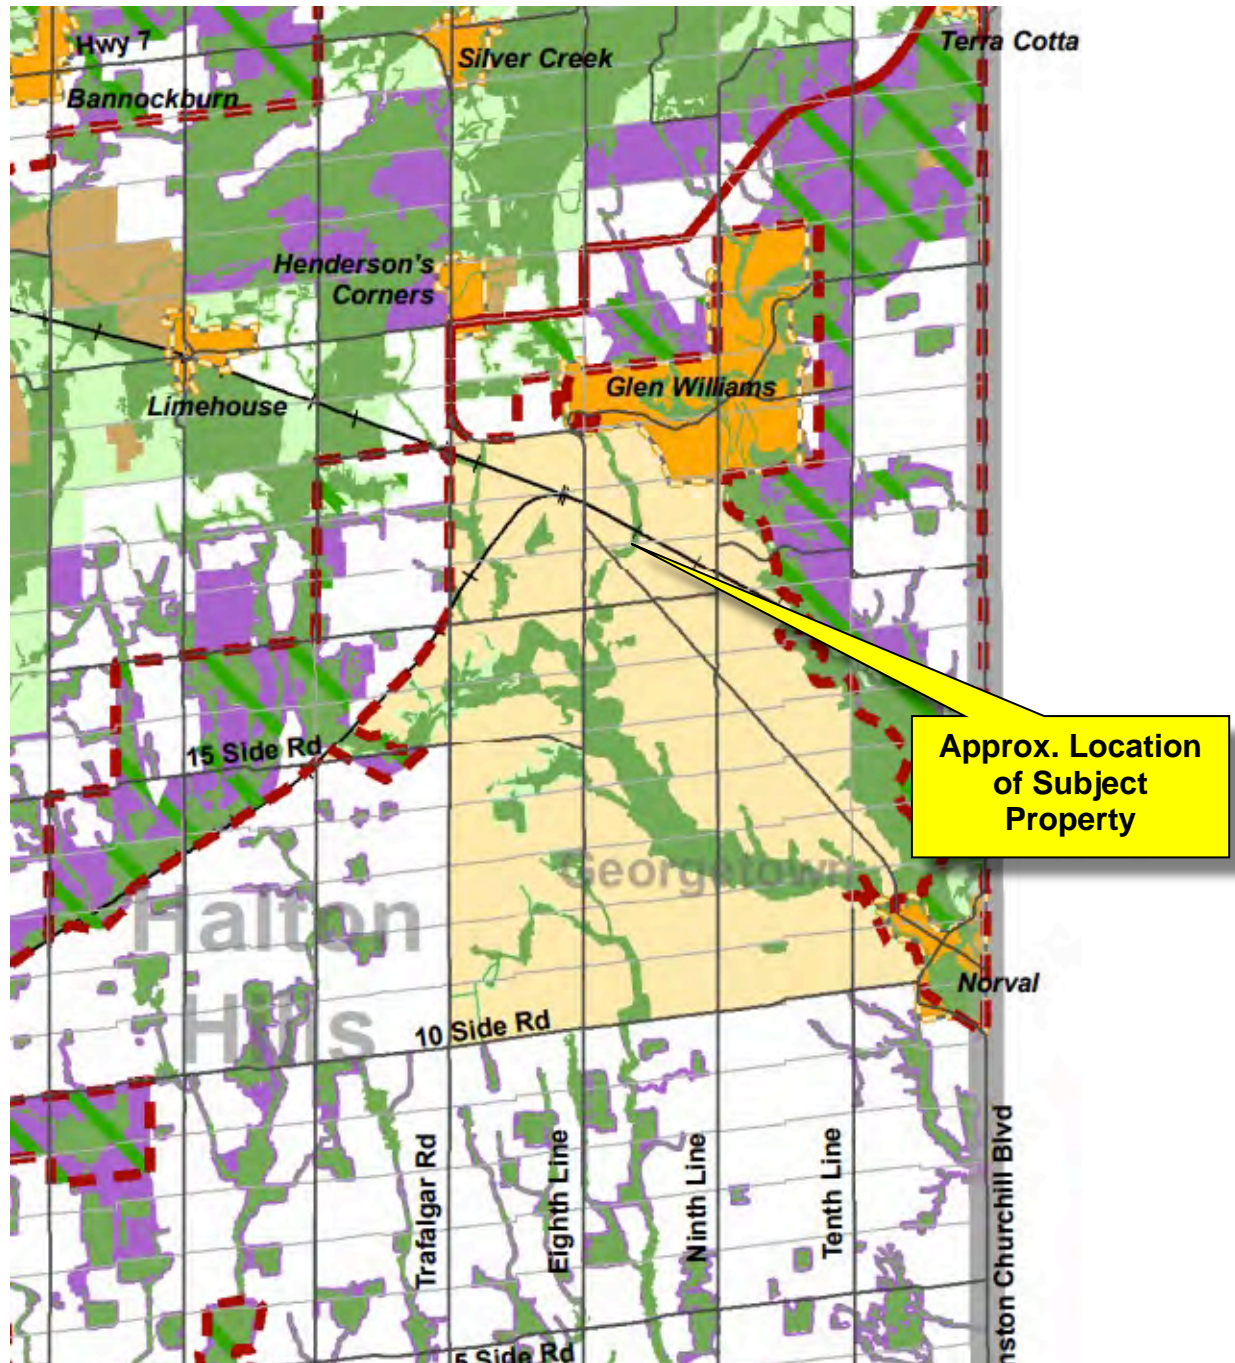 Hwy 7
Silver Creek
Terra Cotta
Bannockburn
Henderson's
Corners
Glen Williams
Limehouse
15 Side Rd
Approx. Location
of Subject
Property
Georgetown
Halton
Hills
Norval
10 Side Rd
Trafalgar Rd
Eighth Line
Ninth Line
Tenth Line
nston Churchill Blvd
5 Side Rd